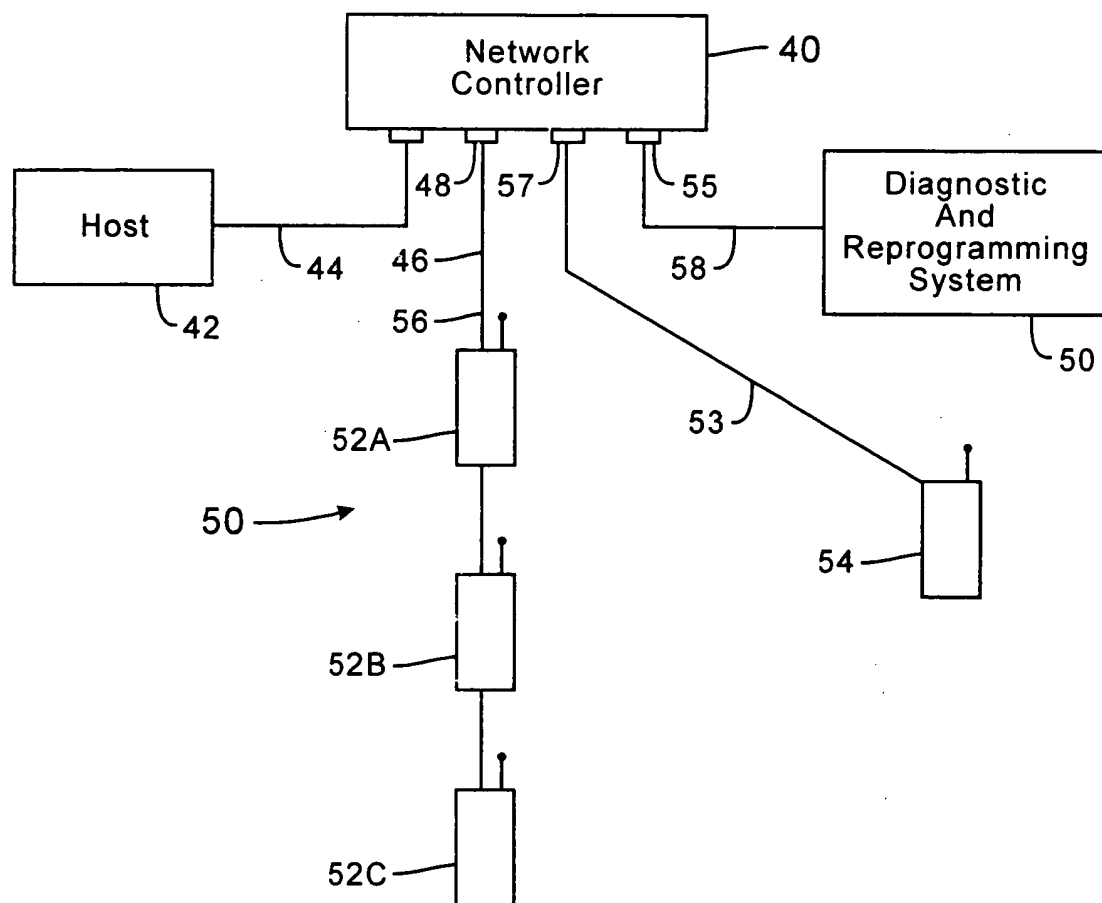 Network
Controller
40
48
57
55
Host
Diagnostic
And
Reprogramming
System
44
46
58
42
56
50
53
52A
50
54
52B
52C